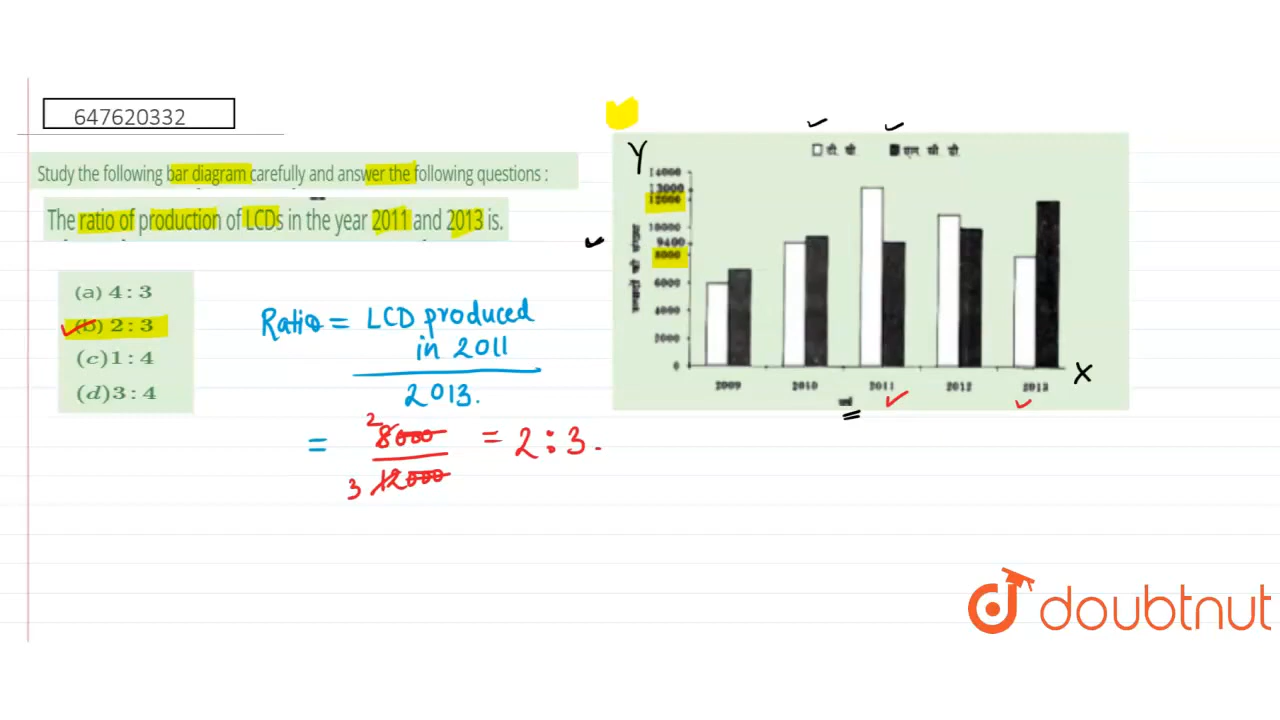 647620332
Study the following bar diagram carefully and answer the following questions :
The ratio of production of LCDs in the year 2011 and 2013 is.
(a) 4 : 3
(b) 2 : 3
(c) 1 : 4
(d) 3 : 4
Ratio = LCD produced
in 2011
2013.
= 8000 = 2 : 3.
2
12000
3
Y
टी. वी. एल. सी. डी.
14000
13000
12000
10000
9400
8000
6000
4000
2000
0
2009 2010 2011 2012 2013
X
वर्ष
doubtnut